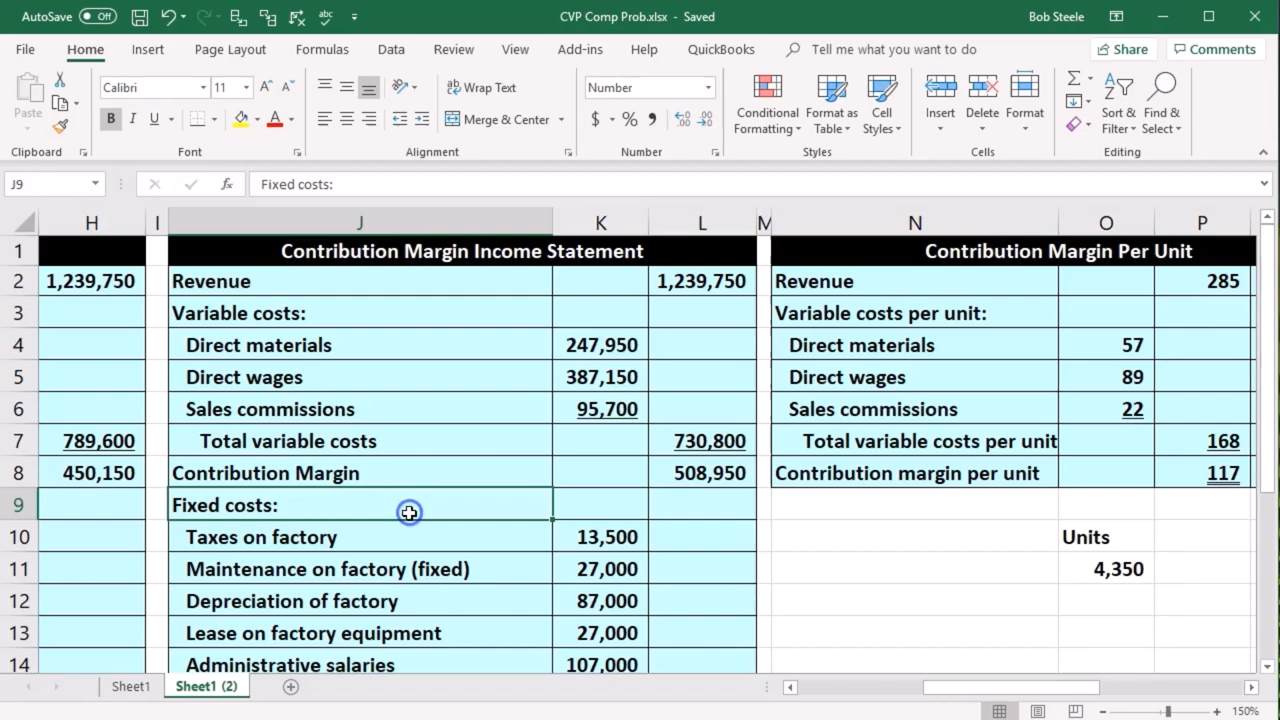 AutoSave Off CVP Comp Prob.xlsx - Saved Bob Steele
File Home Insert Page Layout Formulas Data Review View Add-ins Help QuickBooks Tell me what you want to do Share Comments
Paste Calibri 11 A A Wrap Text Number Conditional Formatting Format as Table Cell Styles Insert Delete Format Sort & Filter Find & Select
B I U A Merge & Center $ % ,
Clipboard Font Alignment Number Styles Cells Editing
J9 fx Fixed costs:
H I J K L M N O P
1 Contribution Margin Income Statement Contribution Margin Per Unit
2 1,239,750 Revenue 1,239,750 Revenue 285
3 Variable costs: Variable costs per unit:
4 Direct materials 247,950 Direct materials 57
5 Direct wages 387,150 Direct wages 89
6 Sales commissions 95,700 Sales commissions 22
7 789,600 Total variable costs 730,800 Total variable costs per unit 168
8 450,150 Contribution Margin 508,950 Contribution margin per unit 117
9 Fixed costs:
10 Taxes on factory 13,500 Units
11 Maintenance on factory (fixed) 27,000 4,350
12 Depreciation of factory 87,000
13 Lease on factory equipment 27,000
14 Administrative salaries 107,000
Sheet1 Sheet1 (2)
150%